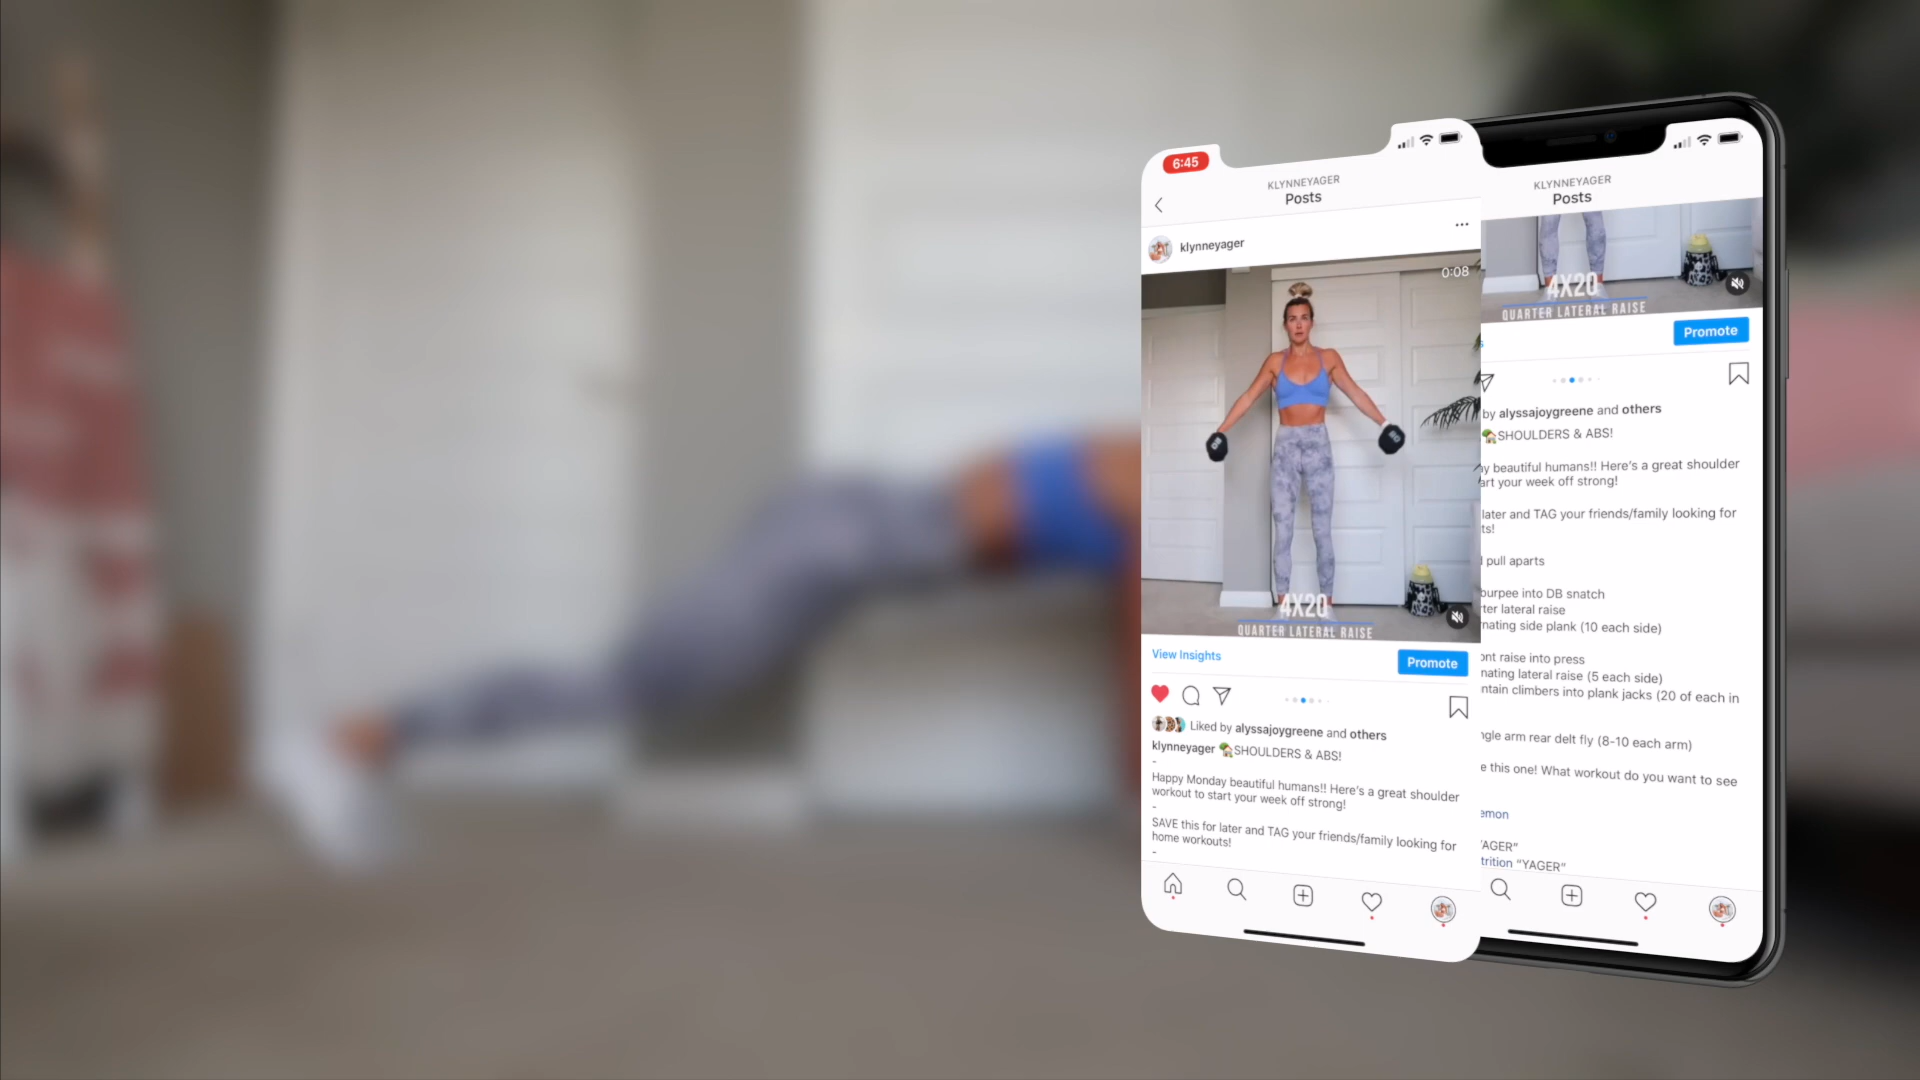 6:45
KLYNNEYAGER
Posts
klynneyager
0:08
4X20
QUARTER LATERAL RAISE
View Insights
Promote
Liked by alyssajoygreene and others
klynneyager 🏡SHOULDERS & ABS!
-
Happy Monday beautiful humans!! Here's a great shoulder
workout to start your week off strong!
-
SAVE this for later and TAG your friends/family looking for
home workouts!
-
KLYNNEYAGER
Posts
4X20
QUARTER LATERAL RAISE
Promote
by alyssajoygreene and others
🏡SHOULDERS & ABS!
y beautiful humans!! Here's a great shoulder
art your week off strong!
later and TAG your friends/family looking for
ts!
pull aparts
burpee into DB snatch
rter lateral raise
rnating side plank (10 each side)
ont raise into press
nating lateral raise (5 each side)
ntain climbers into plank jacks (20 of each in
ngle arm rear delt fly (8-10 each arm)
e this one! What workout do you want to see
emon
YAGER"
trition "YAGER"